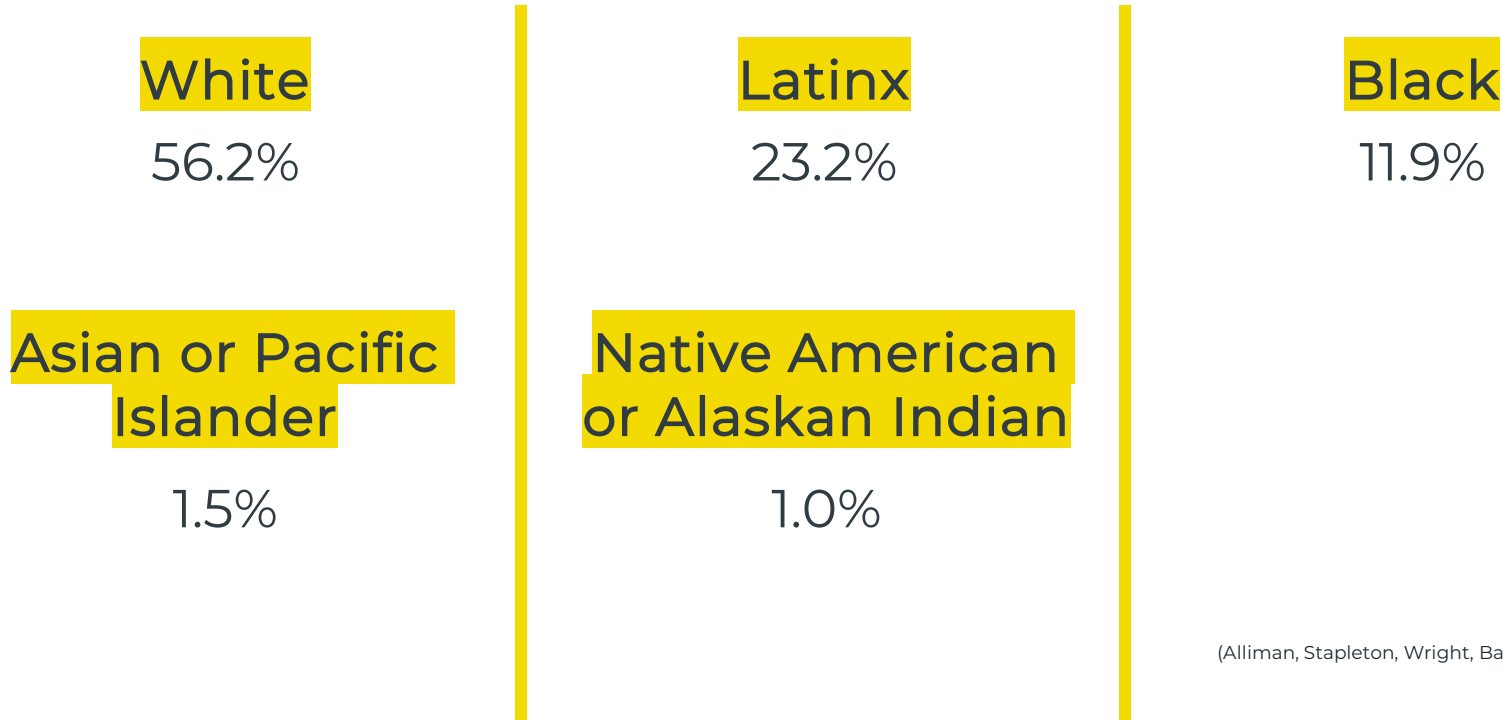 White
56.2%
Latinx
23.2%
Black
11.9%
Asian or Pacific
Islander
1.5%
Native American
or Alaskan Indian
1.0%
(Alliman, Stapleton, Wright, Ba